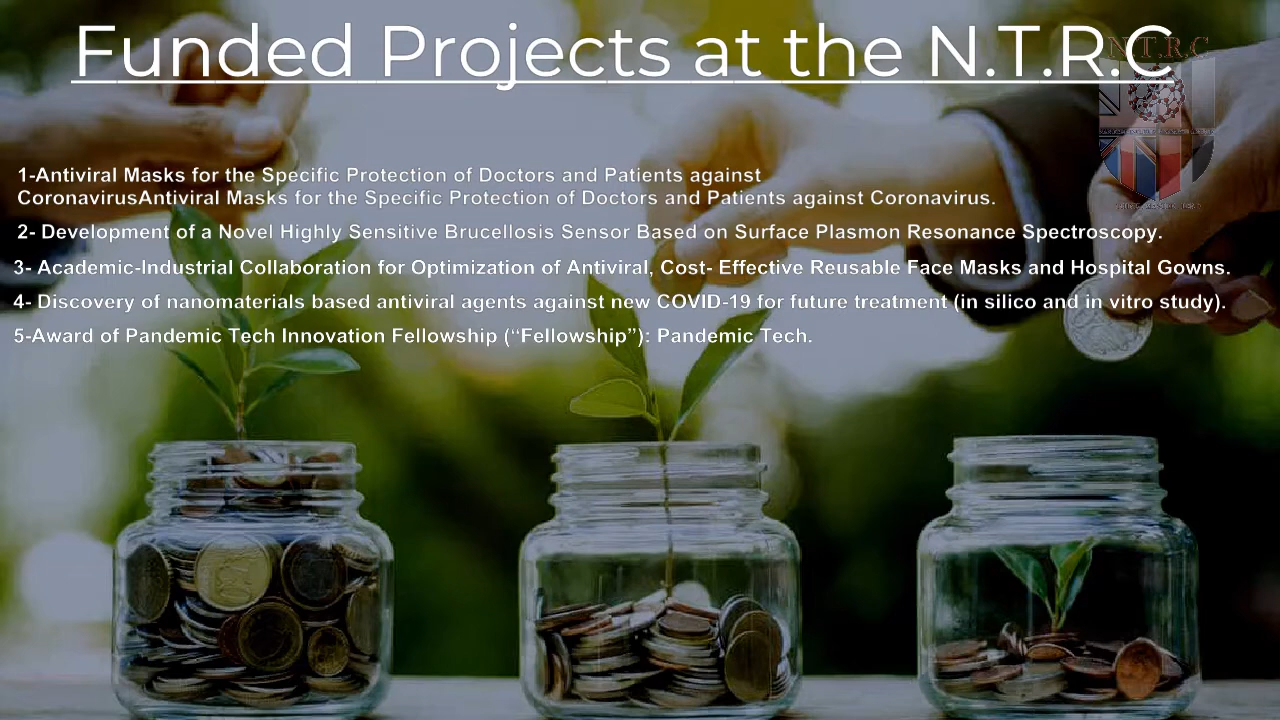 Funded Projects at the N.T.R.C
N.T.R.C
1-Antiviral Masks for the Specific Protection of Doctors and Patients against
CoronavirusAntiviral Masks for the Specific Protection of Doctors and Patients against Coronavirus.
2- Development of a Novel Highly Sensitive Brucellosis Sensor Based on Surface Plasmon Resonance Spectroscopy.
3- Academic-Industrial Collaboration for Optimization of Antiviral, Cost- Effective Reusable Face Masks and Hospital Gowns.
4- Discovery of nanomaterials based antiviral agents against new COVID-19 for future treatment (in silico and in vitro study).
5-Award of Pandemic Tech Innovation Fellowship (“Fellowship”): Pandemic Tech.